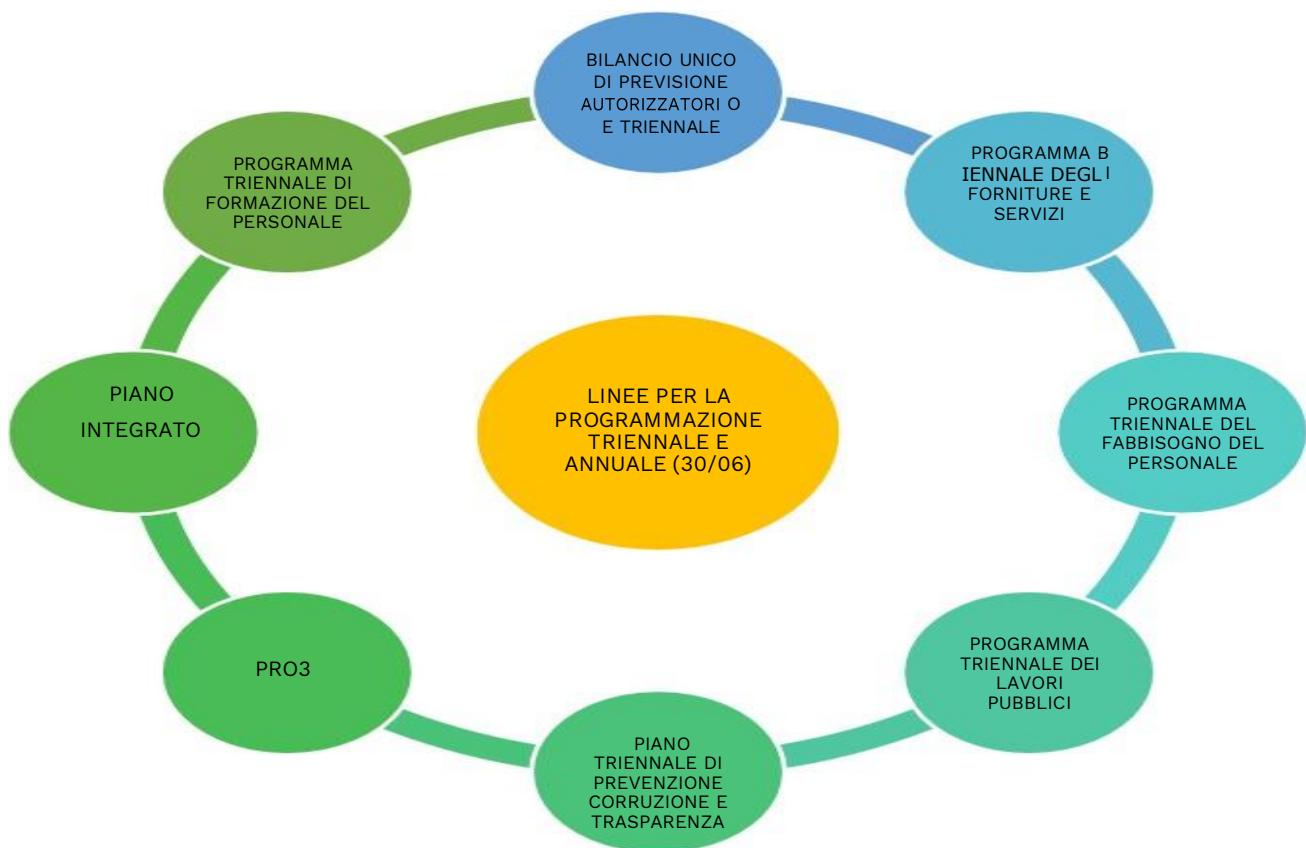 BILANCIO UNICO
DI PREVISIONE
AUTORIZZATORI O
E TRIENNALE
PROGRAMMA B
IENNALE DEGLI
FORNITURE E
SERVIZI
PROGRAMMA
TRIENNALE DEL
FABBISOGNO DEL
PERSONALE
PROGRAMMA
TRIENNALE DEI
LAVORI
PUBBLICI
PIANO
TRIENNALE DI
PREVENZIONE
CORRUZIONE E
TRASPARENZA
PRO3
PIANO
INTEGRATO
PROGRAMMA
TRIENNALE DI
FORMAZIONE DEL
PERSONALE
LINEE PER LA
PROGRAMMAZIONE
TRIENNALE E
ANNUALE (30/06)